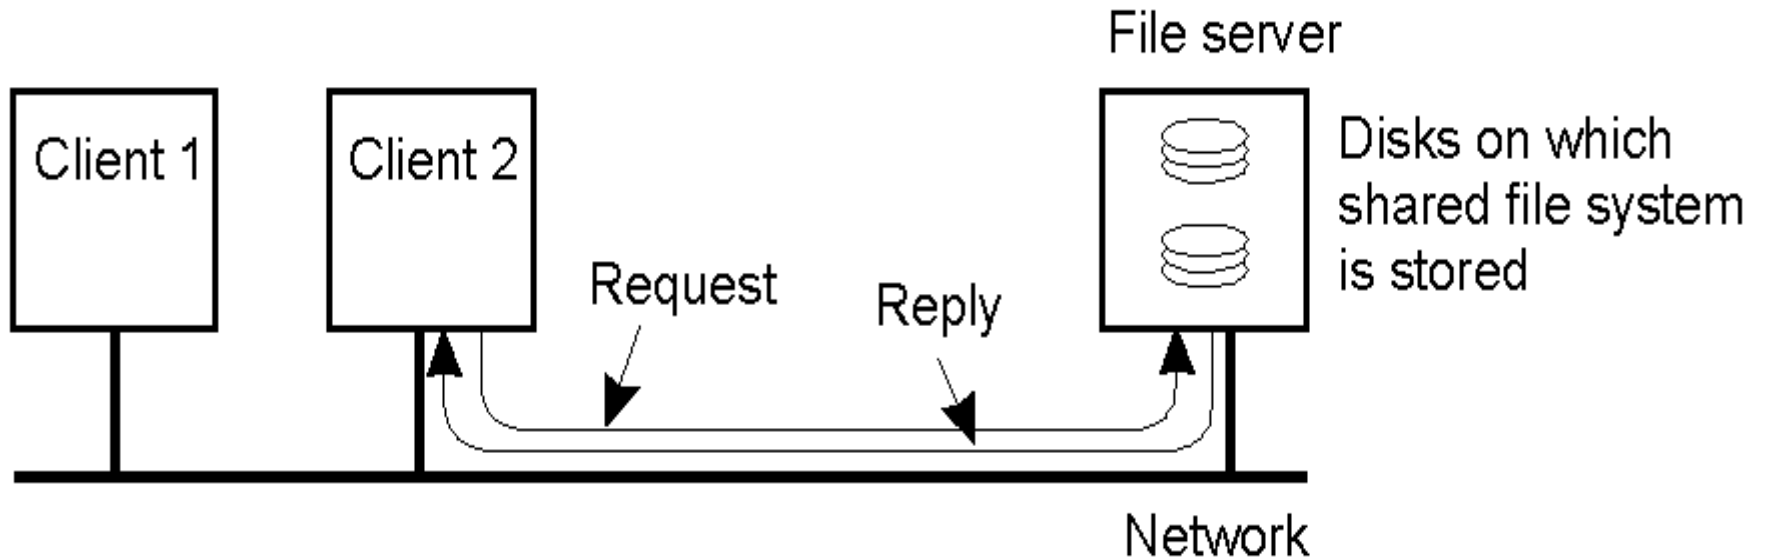 File server
Client 1
Client 2
Disks on which
shared file system
is stored
Request
Reply
Network